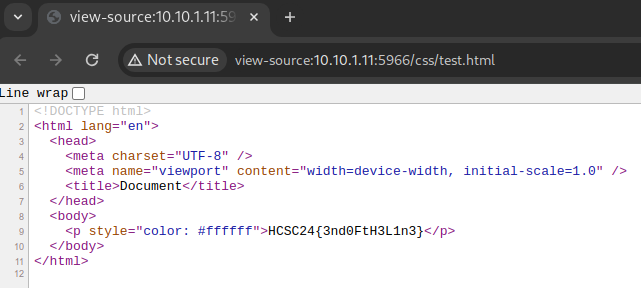 view-source:10.10.1.11:59
Not secure view-source:10.10.1.11:5966/css/test.html
Line wrap
1 <!DOCTYPE html>
2 <html lang="en">
3 <head>
4 <meta charset="UTF-8" />
5 <meta name="viewport" content="width=device-width, initial-scale=1.0" />
6 <title>Document</title>
7 </head>
8 <body>
9 <p style="color: #ffffff">HCSC24{3nd0FtH3L1n3}</p>
10 </body>
11 </html>
12